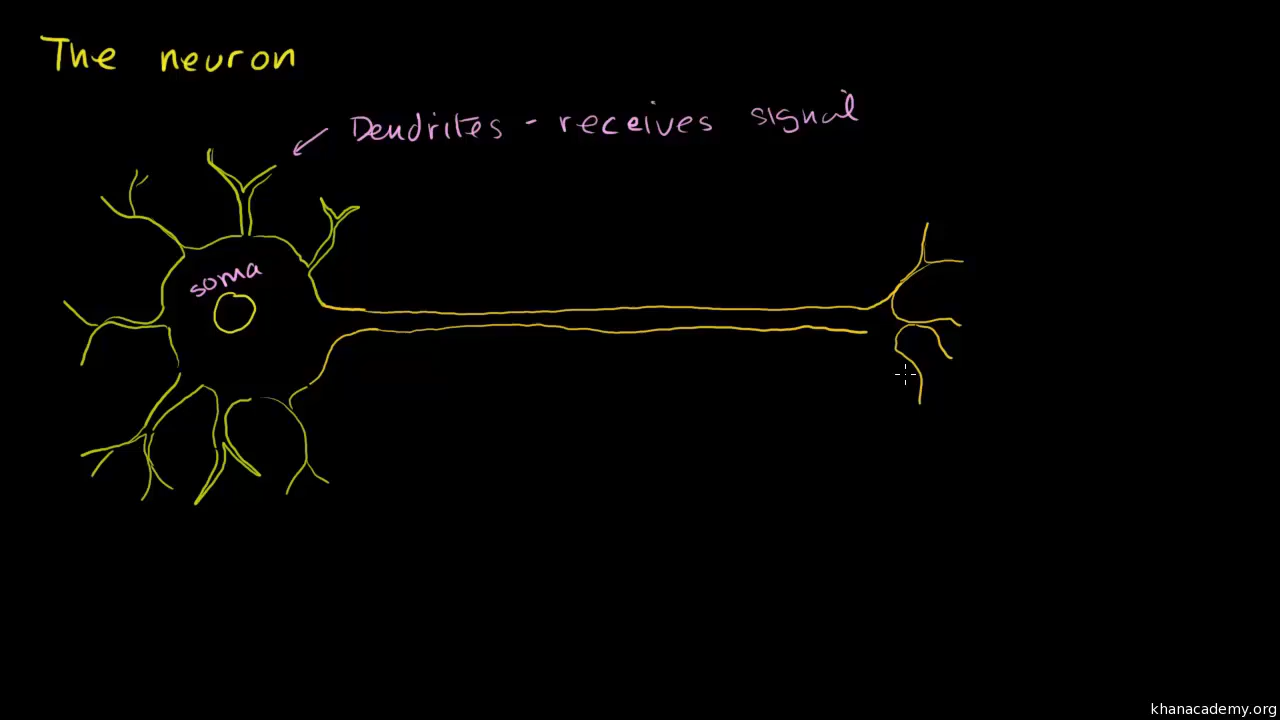 The neuron
Dendrites - receives signal
soma
khanacademy.org